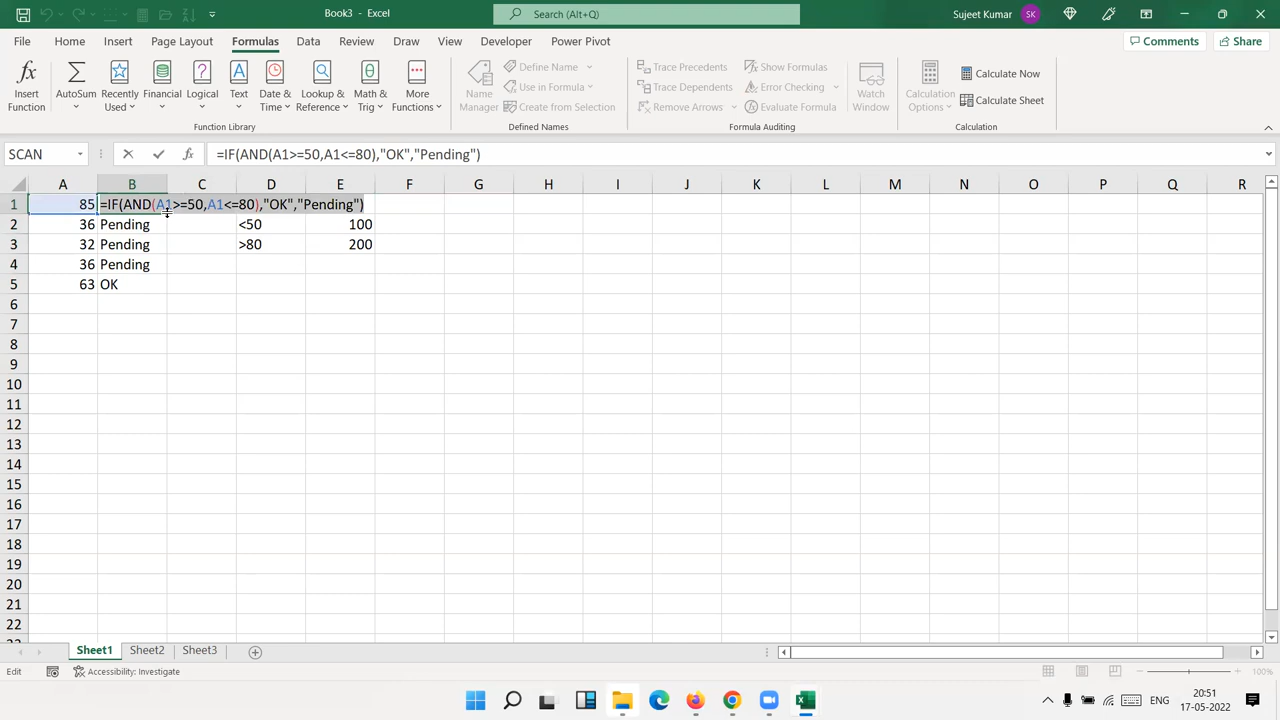 Book3 - Excel
Search (Alt+Q)
Sujeet Kumar
SK
File Home Insert Page Layout Formulas Data Review View Developer Power Pivot
Comments
Share
Insert Function
AutoSum
Recently Used
Financial
Logical
Text
Date & Time
Lookup & Reference
Math & Trig
More Functions
Function Library
Name Manager
Define Name
Use in Formula
Create from Selection
Defined Names
Trace Precedents
Trace Dependents
Remove Arrows
Show Formulas
Error Checking
Evaluate Formula
Formula Auditing
Watch Window
Calculation Options
Calculate Now
Calculate Sheet
Calculation
SCAN
fx
=IF(AND(A1>=50,A1<=80),"OK","Pending")
A B C D E F G H I J K L M N O P Q R
1 85 =IF(AND(A1>=50,A1<=80),"OK","Pending")
2 36 Pending <50 100
3 32 Pending >80 200
4 36 Pending
5 63 OK
6
7
8
9
10
11
12
13
14
15
16
17
18
19
20
21
22
Sheet1 Sheet2 Sheet3
Edit
Accessibility: Investigate
100%
ENG
20:51
17-05-2022